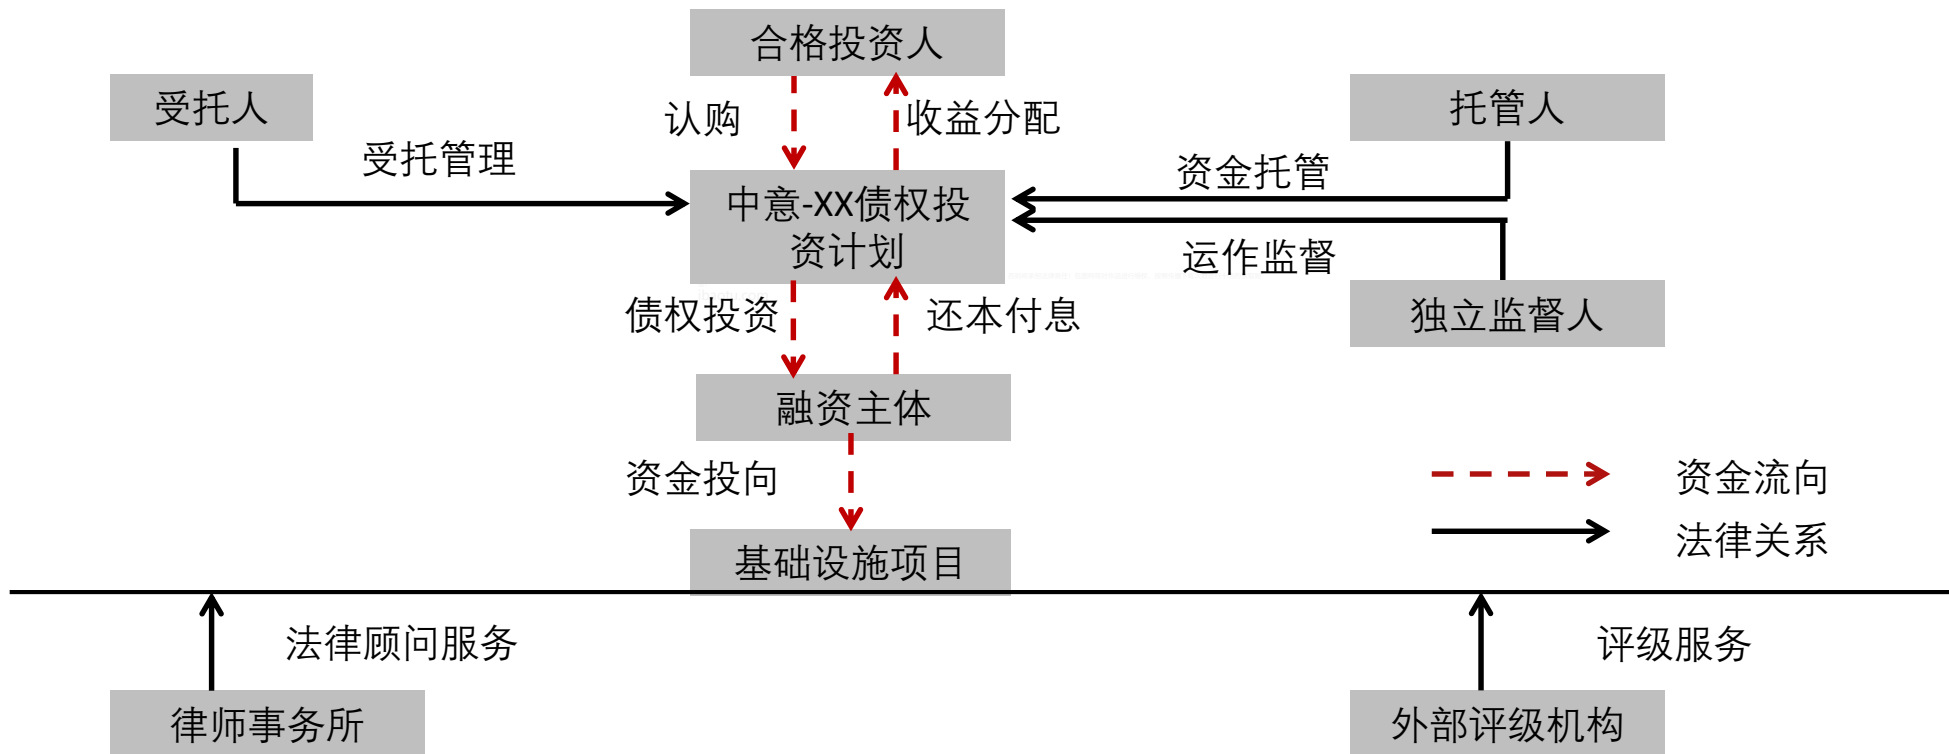 合格投资人
受托人
托管人
认购
收益分配
受托管理
资金托管
中意-XX债权投
资计划
运作监督
债权投资
还本付息
独立监督人
融资主体
资金投向
资金流向
法律关系
基础设施项目
法律顾问服务
评级服务
律师事务所
外部评级机构